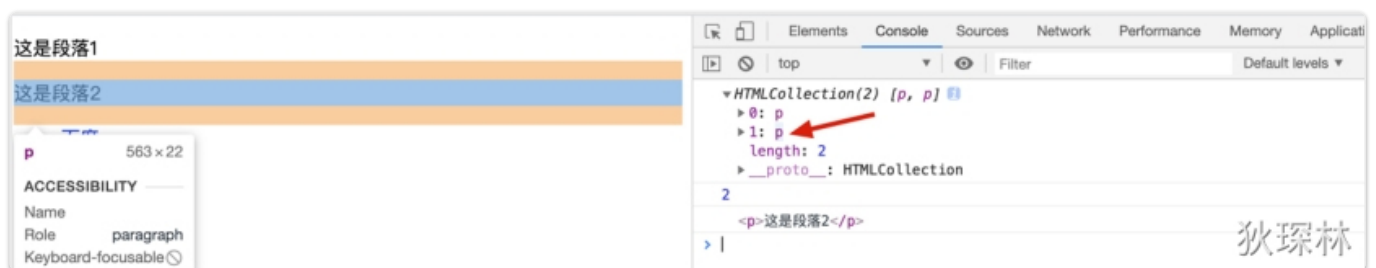 这是段落1
这是段落2
p 563 × 22
ACCESSIBILITY
Name
Role paragraph
Keyboard-focusable
Elements Console Sources Network Performance Memory Applicati
top Filter Default levels
HTMLCollection(2) [p, p]
0: p
1: p
length: 2
__proto__: HTMLCollection
2
<p>这是段落2</p>
狄琛林